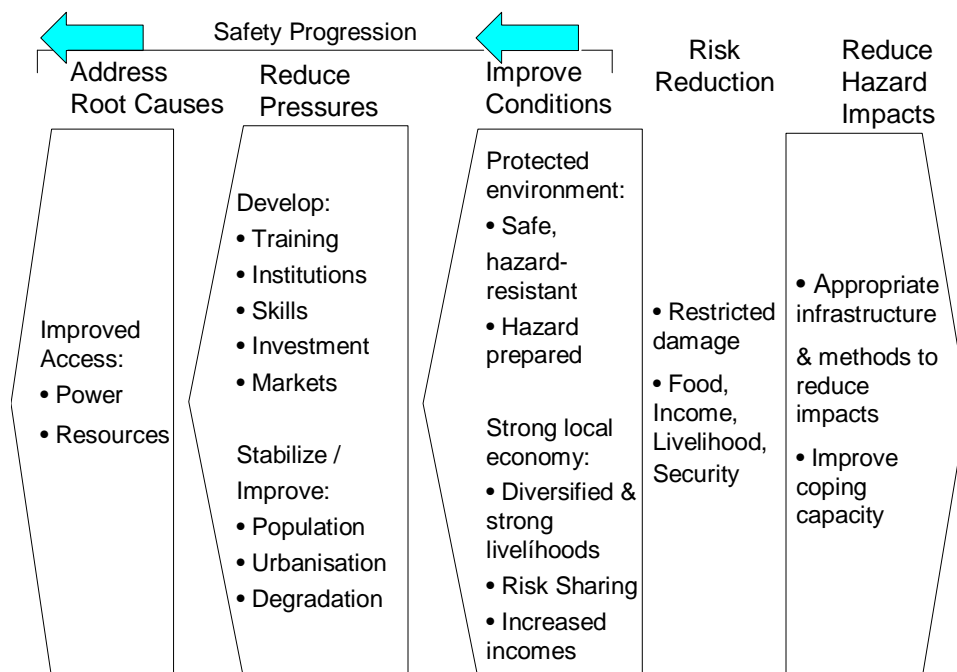 Safety Progression
Address
Root Causes
Reduce
Pressures
Improve
Conditions
Risk
Reduction
Reduce
Hazard
Impacts
Improved
Access:
• Power
• Resources
Develop:
• Training
• Institutions
• Skills
• Investment
• Markets
Stabilize /
Improve:
• Population
• Urbanisation
• Degradation
Protected
environment:
• Safe,
hazard-
resistant
• Hazard
prepared
Strong local
economy:
• Diversified &
strong
livelíhoods
• Risk Sharing
• Increased
incomes
• Restricted
damage
• Food,
Income,
Livelihood,
Security
• Appropriate
infrastructure
& methods to
reduce
impacts
• Improve
coping
capacity